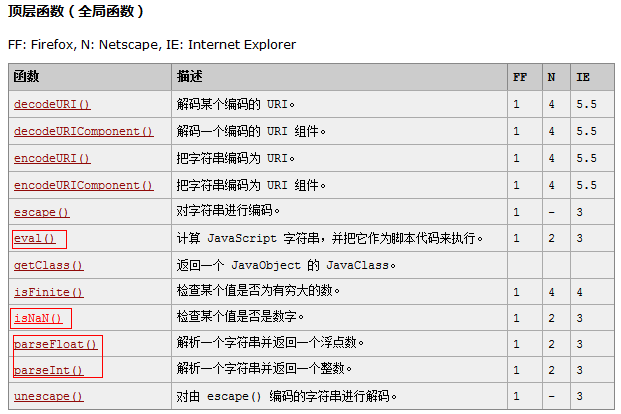 顶层函数（全局函数）
FF: Firefox, N: Netscape, IE: Internet Explorer
函数 描述 FF N IE
decodeURI() 解码某个编码的 URI。 1 4 5.5
decodeURIComponent() 解码一个编码的 URI 组件。 1 4 5.5
encodeURI() 把字符串编码为 URI。 1 4 5.5
encodeURIComponent() 把字符串编码为 URI 组件。 1 4 5.5
escape() 对字符串进行编码。 1 - 3
eval() 计算 JavaScript 字符串，并把它作为脚本代码来执行。 1 2 3
getClass() 返回一个 JavaObject 的 JavaClass。
isFinite() 检查某个值是否为有穷大的数。 1 4 4
isNaN() 检查某个值是否是数字。 1 2 3
parseFloat() 解析一个字符串并返回一个浮点数。 1 2 3
parseInt() 解析一个字符串并返回一个整数。 1 2 3
unescape() 对由 escape() 编码的字符串进行解码。 1 - 3